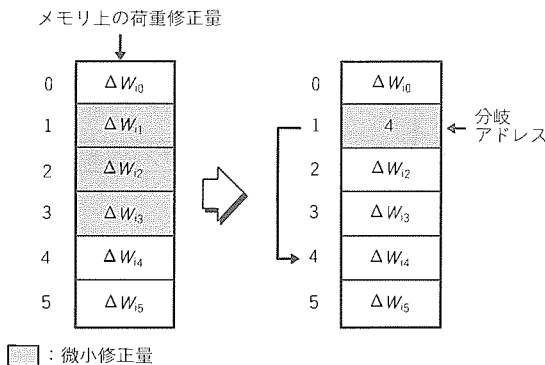 メモリ上の荷重修正量
0 ΔWi0
1 ΔWi1
2 ΔWi2
3 ΔWi3
4 ΔWi4
5 ΔWi5
0 ΔWi0
1 4
分岐
アドレス
2 ΔWi2
3 ΔWi3
4 ΔWi4
5 ΔWi5
：微小修正量